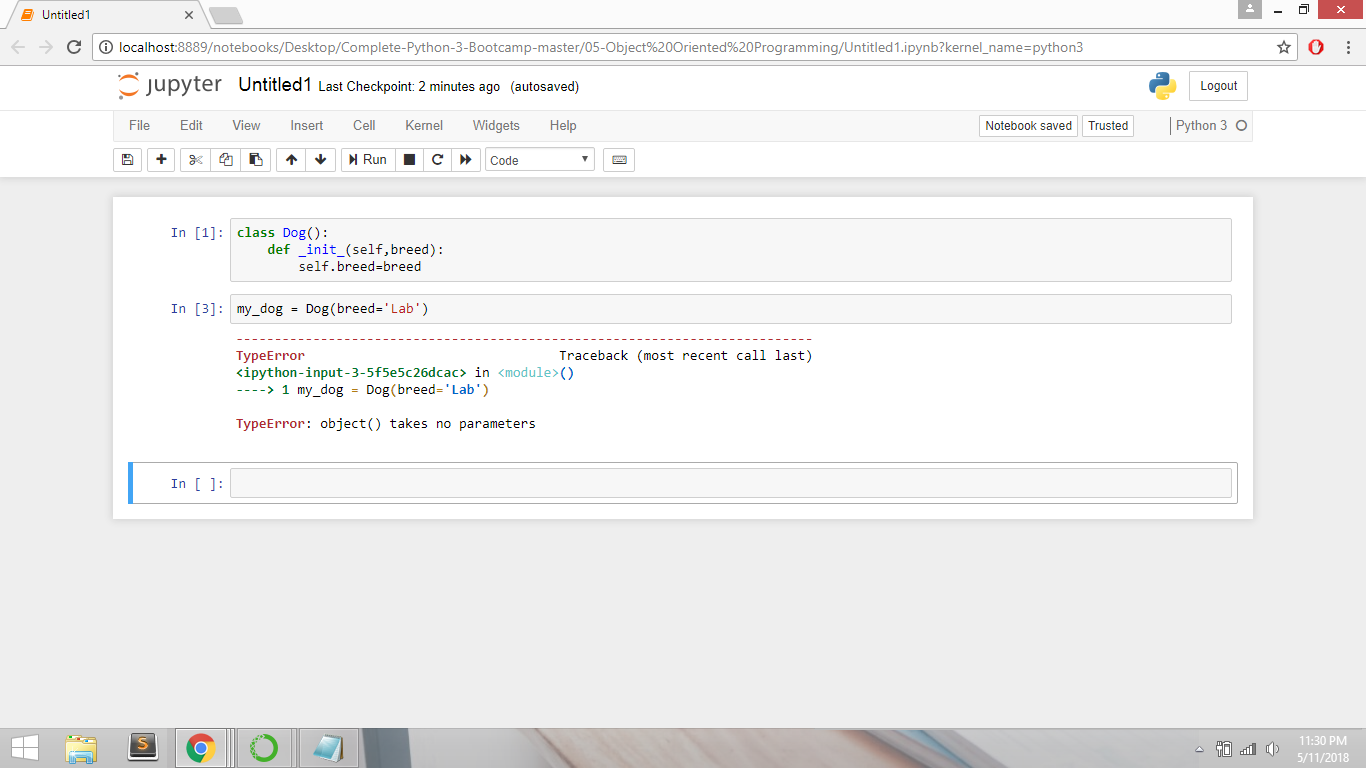 Untitled1
localhost:8889/notebooks/Desktop/Complete-Python-3-Bootcamp-master/05-Object%20Oriented%20Programming/Untitled1.ipynb?kernel_name=python3
jupyter Untitled1 Last Checkpoint: 2 minutes ago (autosaved) Logout
File Edit View Insert Cell Kernel Widgets Help Notebook saved Trusted Python 3
Run Code
In [1]: class Dog():
    def _init_(self,breed):
        self.breed=breed
In [3]: my_dog = Dog(breed='Lab')
---------------------------------------------------------------------------
TypeError                                 Traceback (most recent call last)
<ipython-input-3-5f5e5c26dcac> in <module>()
----> 1 my_dog = Dog(breed='Lab')
TypeError: object() takes no parameters
In [ ]:
S
11:30 PM
5/11/2018